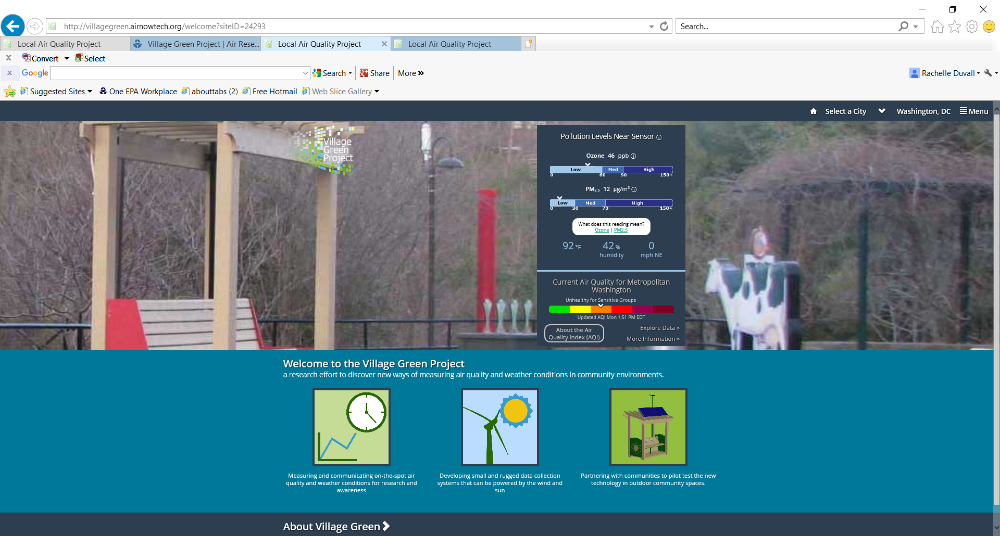 http://villagegreen.airnowtech.org/welcome?siteID=24293
Search...
Local Air Quality Project
Village Green Project | Air Rese...
Local Air Quality Project
Local Air Quality Project
x Convert Select
x Google Search Share More »
Rachelle Duvall
Suggested Sites One EPA Workplace abouttabs (2) Free Hotmail Web Slice Gallery
Select a City Washington, DC Menu
Village
Green
Project
Pollution Levels Near Sensor
Ozone 46 ppb
Low Med High
0 60 90 150+
PM2.5 12 µg/m³
Low Med High
0 30 70 150+
What does this reading mean?
Ozone | PM2.5
92 °F 42 % 0
humidity mph NE
Current Air Quality for Metropolitan
Washington
Unhealthy for Sensitive Groups
Updated AQI Mon 1:51 PM EDT
About the Air
Quality Index (AQI)
Explore Data »
More Information »
Welcome to the Village Green Project
a research effort to discover new ways of measuring air quality and weather conditions in community environments.
Measuring and communicating on-the-spot air
quality and weather conditions for research and
awareness
Developing small and rugged data collection
systems that can be powered by the wind and
sun
Partnering with communities to pilot test the new
technology in outdoor community spaces.
About Village Green